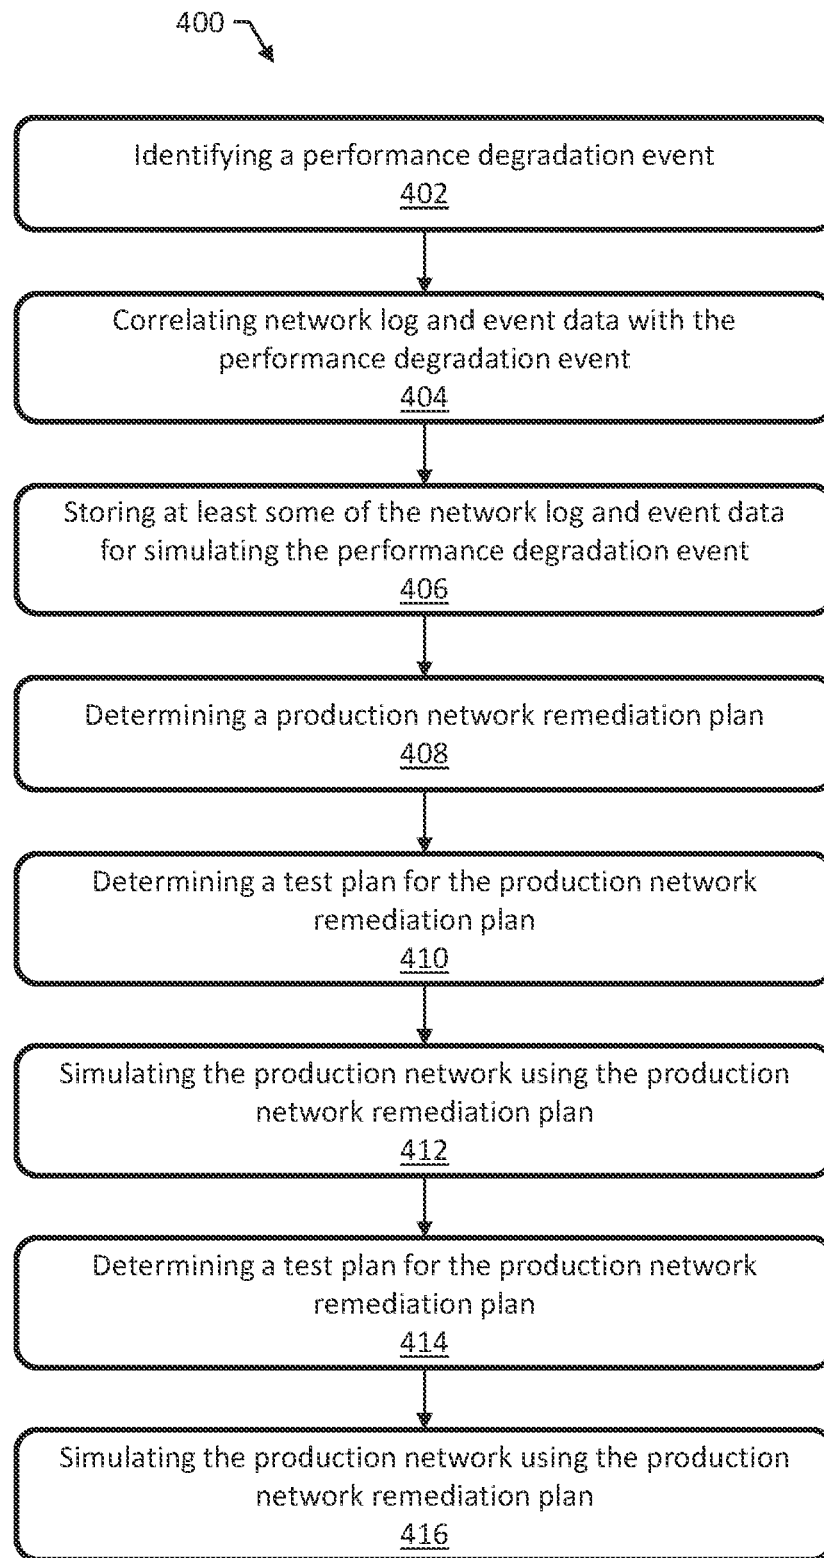 400
Identifying a performance degradation event
402
Correlating network log and event data with the
performance degradation event
404
Storing at least some of the network log and event data
for simulating the performance degradation event
406
Determining a production network remediation plan
408
Determining a test plan for the production network
remediation plan
410
Simulating the production network using the production
network remediation plan
412
Determining a test plan for the production network
remediation plan
414
Simulating the production network using the production
network remediation plan
416